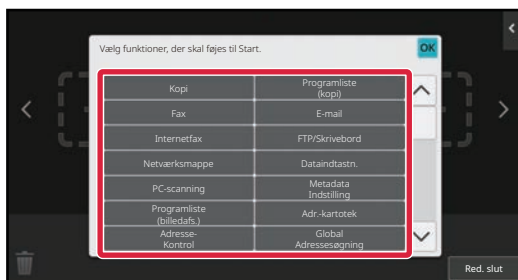 Vælg funktioner, der skal føjes til Start.
OK
Kopi
Programliste
(kopi)
Fax
E-mail
Internetfax
FTP/Skrivebord
Netværksmappe
Dataindtastn.
PC-scanning
Metadata
Indstilling
Programliste
(billedafs.)
Adr.-kartotek
Adresse-
Kontrol
Global
Adressesøgning
Red. slut